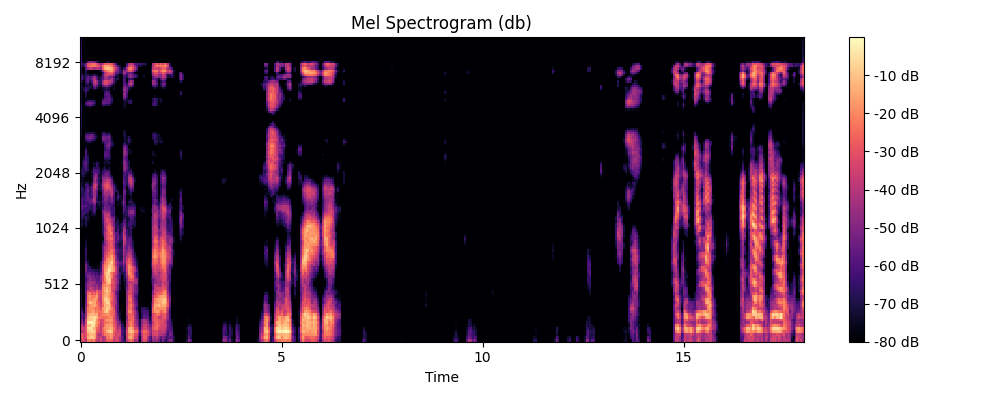 Mel Spectrogram (db)
8192
4096
2048
1024
512
0
Hz
0
5
10
15
Time
-10 dB
-20 dB
-30 dB
-40 dB
-50 dB
-60 dB
-70 dB
-80 dB